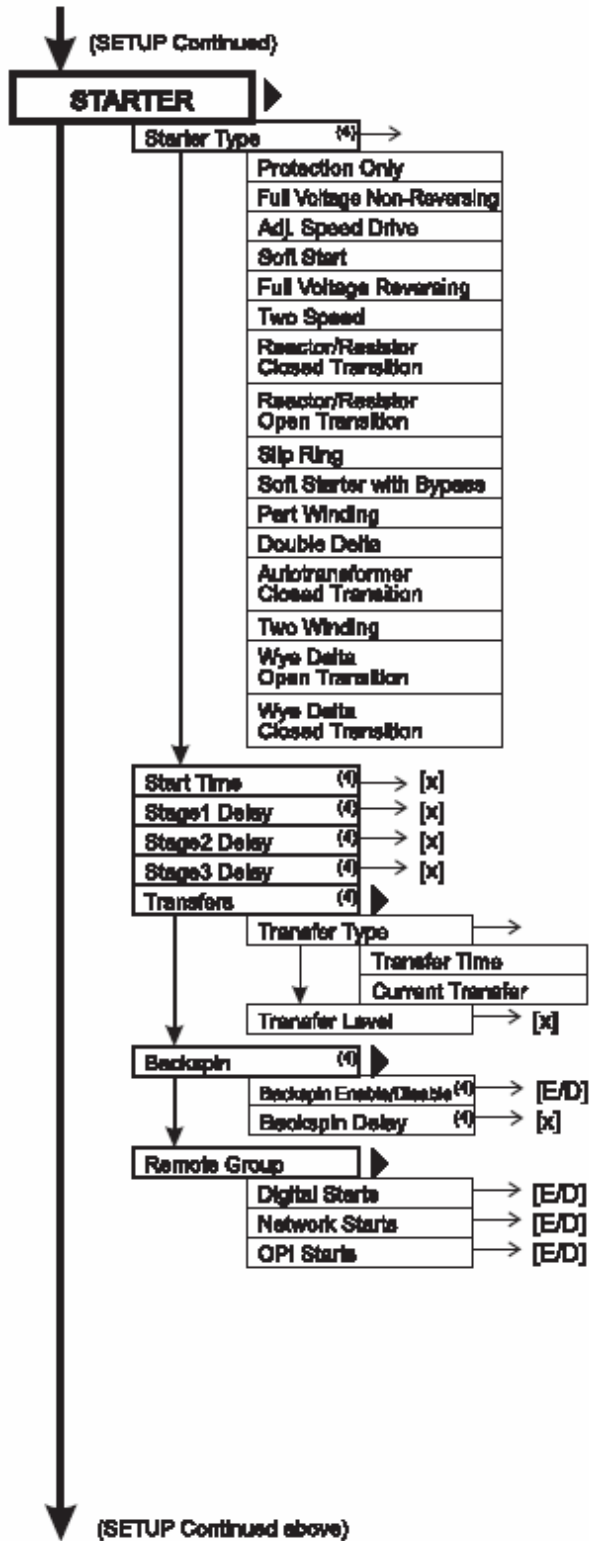 (SETUP Continued)
STARTER
Starter Type (4)
Protection Only
Full Voltage Non-Reversing
Adj. Speed Drive
Soft Start
Full Voltage Reversing
Two Speed
Reactor/Resistor
Closed Transition
Reactor/Resistor
Open Transition
Slip Ring
Soft Starter with Bypass
Part Winding
Double Delta
Autotransformer
Closed Transition
Two Winding
Wye Delta
Open Transition
Wye Delta
Closed Transition
Start Time (4) [x]
Stage1 Delay (4) [x]
Stage2 Delay (4) [x]
Stage3 Delay (4) [x]
Transfers (4)
Transfer Type
Transfer Time
Current Transfer
Transfer Level [x]
Backspin (4)
Backspin Enable/Disable (4) [E/D]
Backspin Delay (4) [x]
Remote Group
Digital Starts [E/D]
Network Starts [E/D]
OPI Starts [E/D]
(SETUP Continued above)